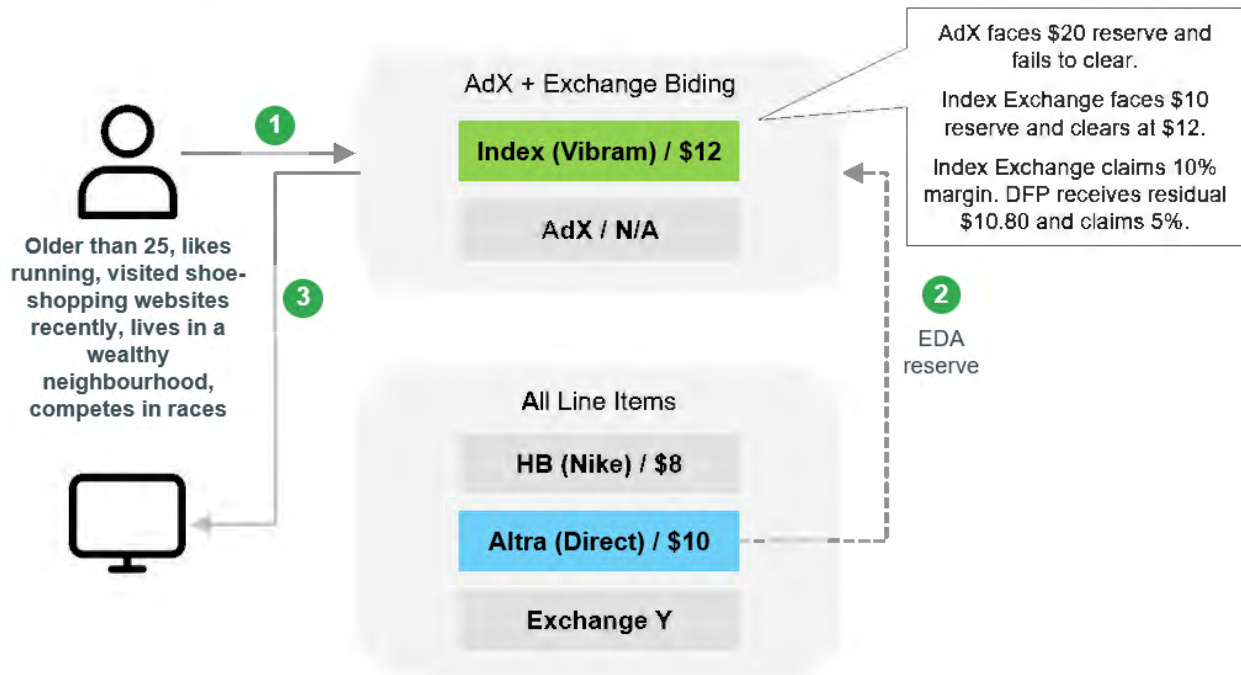 AdX faces $20 reserve and
fails to clear.
Index Exchange faces $10
reserve and clears at $12.
Index Exchange claims 10%
margin. DFP receives residual
$10.80 and claims 5%.
AdX + Exchange Biding
1
Index (Vibram) / $12
AdX / N/A
Older than 25, likes
running, visited shoe-
shopping websites
recently, lives in a
wealthy
neighbourhood,
competes in races
3
2
EDA
reserve
All Line Items
HB (Nike) / $8
Altra (Direct) / $10
Exchange Y